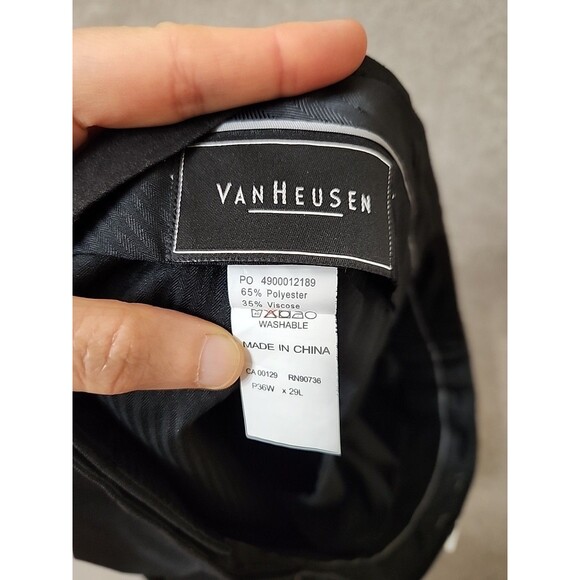 VANHEUSEN
PO 4900012189
65% Polyester
35% Viscose
WASHABLE
MADE IN CHINA
CA 00129 RN90736
P36W x 29L